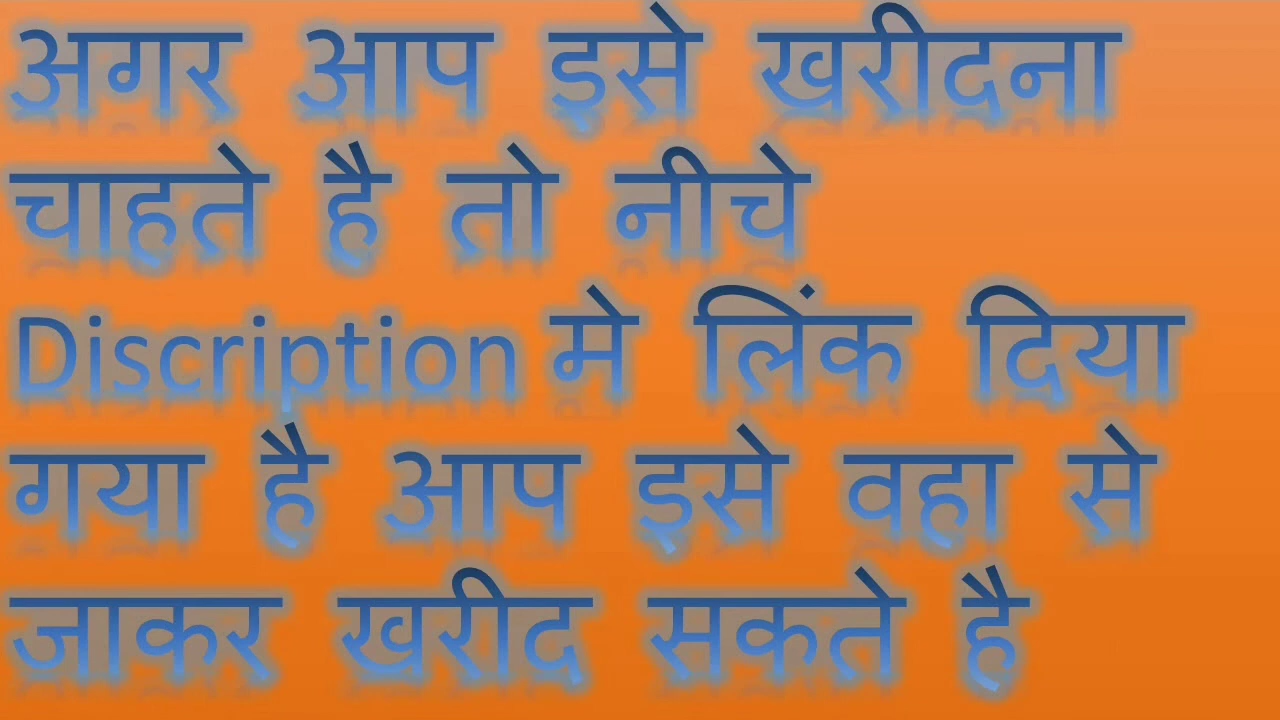 अगर आप इसे खरीदना
चाहते है तो नीचे
Discription मे लिंक दिया
गया है आप इसे वहा से
जाकर खरीद सकते है